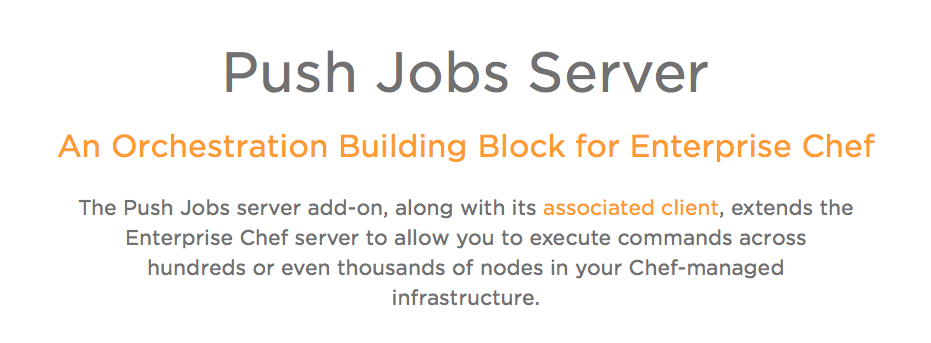 Push Jobs Server
An Orchestration Building Block for Enterprise Chef
The Push Jobs server add-on, along with its associated client, extends the
Enterprise Chef server to allow you to execute commands across
hundreds or even thousands of nodes in your Chef-managed
infrastructure.